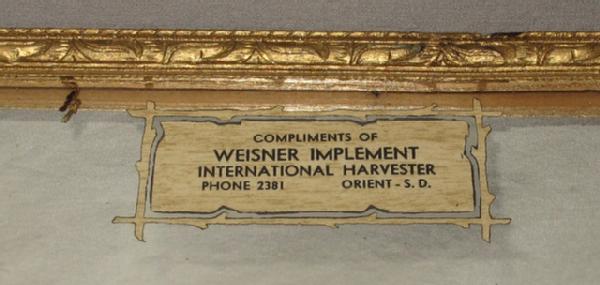 COMPLIMENTS OF
WEISNER IMPLEMENT
INTERNATIONAL HARVESTER
PHONE 2381 ORIENT - S. D.